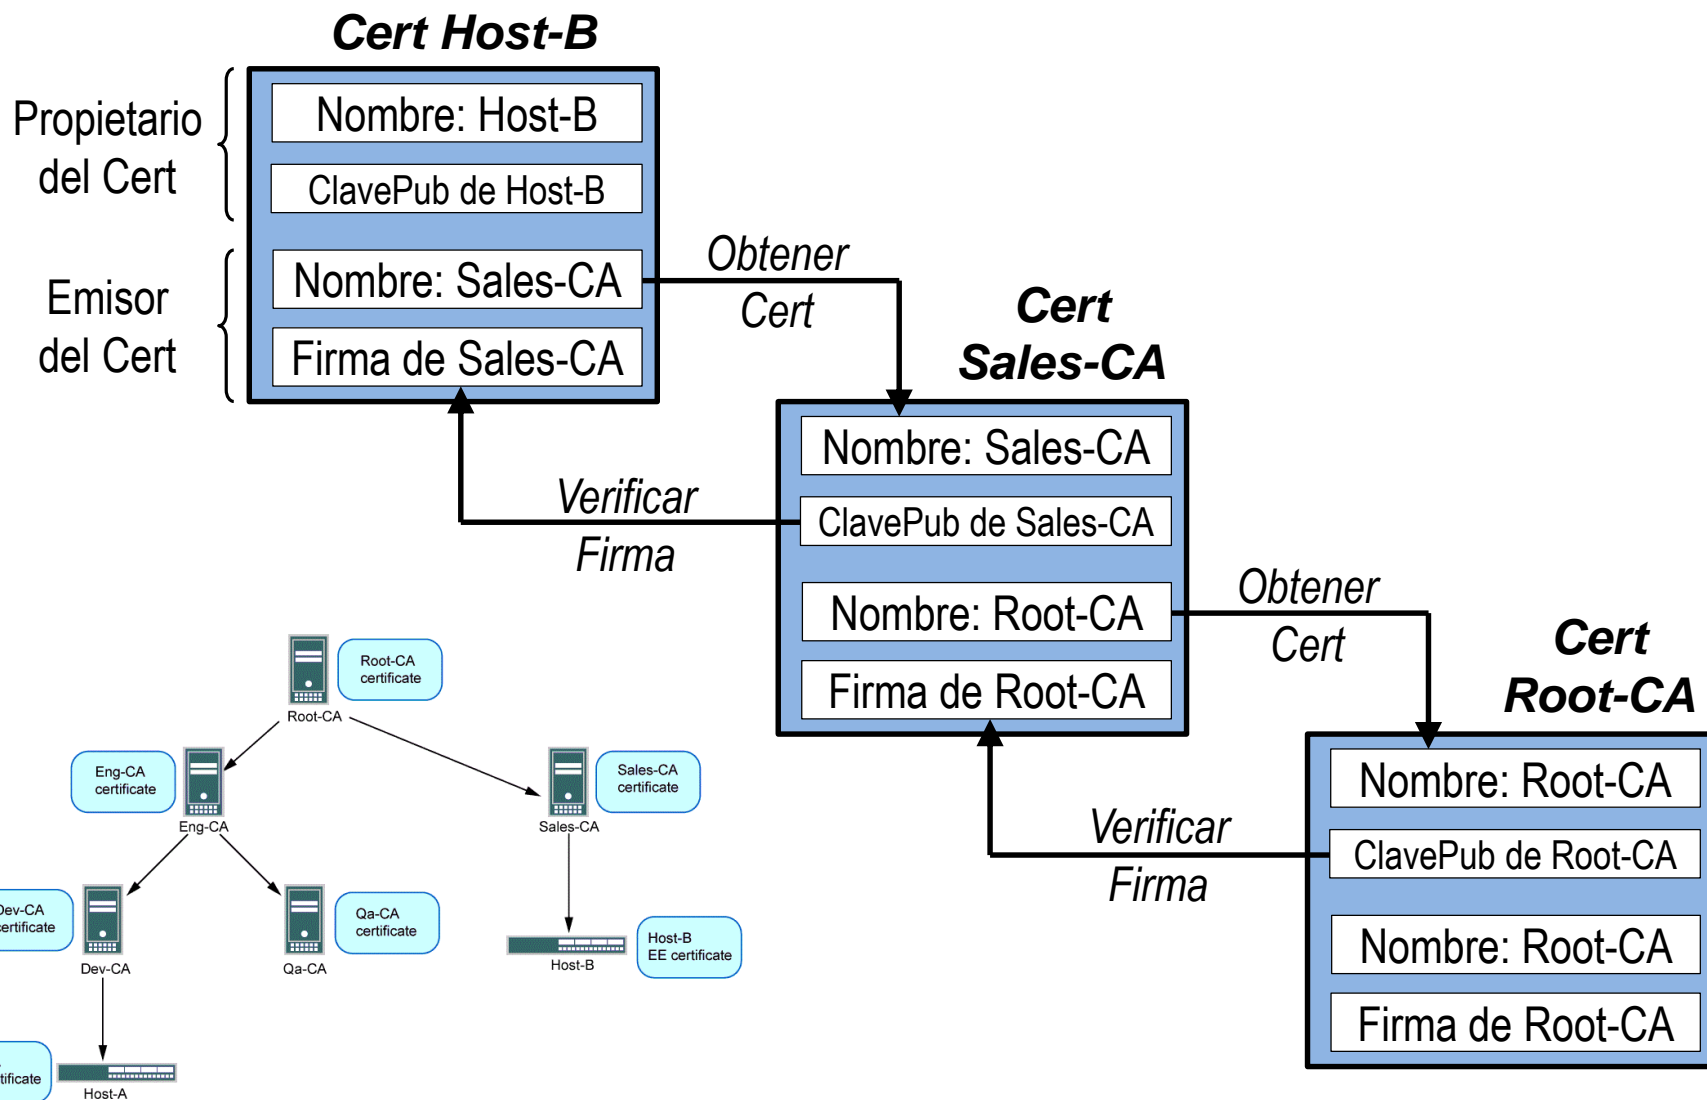 Cert Host-B
Propietario
del Cert
Nombre: Host-B
ClavePub de Host-B
Emisor
del Cert
Nombre: Sales-CA
Firma de Sales-CA
Obtener
Cert
Cert
Sales-CA
Nombre: Sales-CA
ClavePub de Sales-CA
Nombre: Root-CA
Firma de Root-CA
Verificar
Firma
Obtener
Cert
Cert
Root-CA
Nombre: Root-CA
ClavePub de Root-CA
Nombre: Root-CA
Firma de Root-CA
Verificar
Firma
Root-CA
certificate
Root-CA
Eng-CA
certificate
Eng-CA
Sales-CA
certificate
Sales-CA
Dev-CA
certificate
Dev-CA
Qa-CA
certificate
Qa-CA
Host-B
EE certificate
Host-B
tificate
Host-A